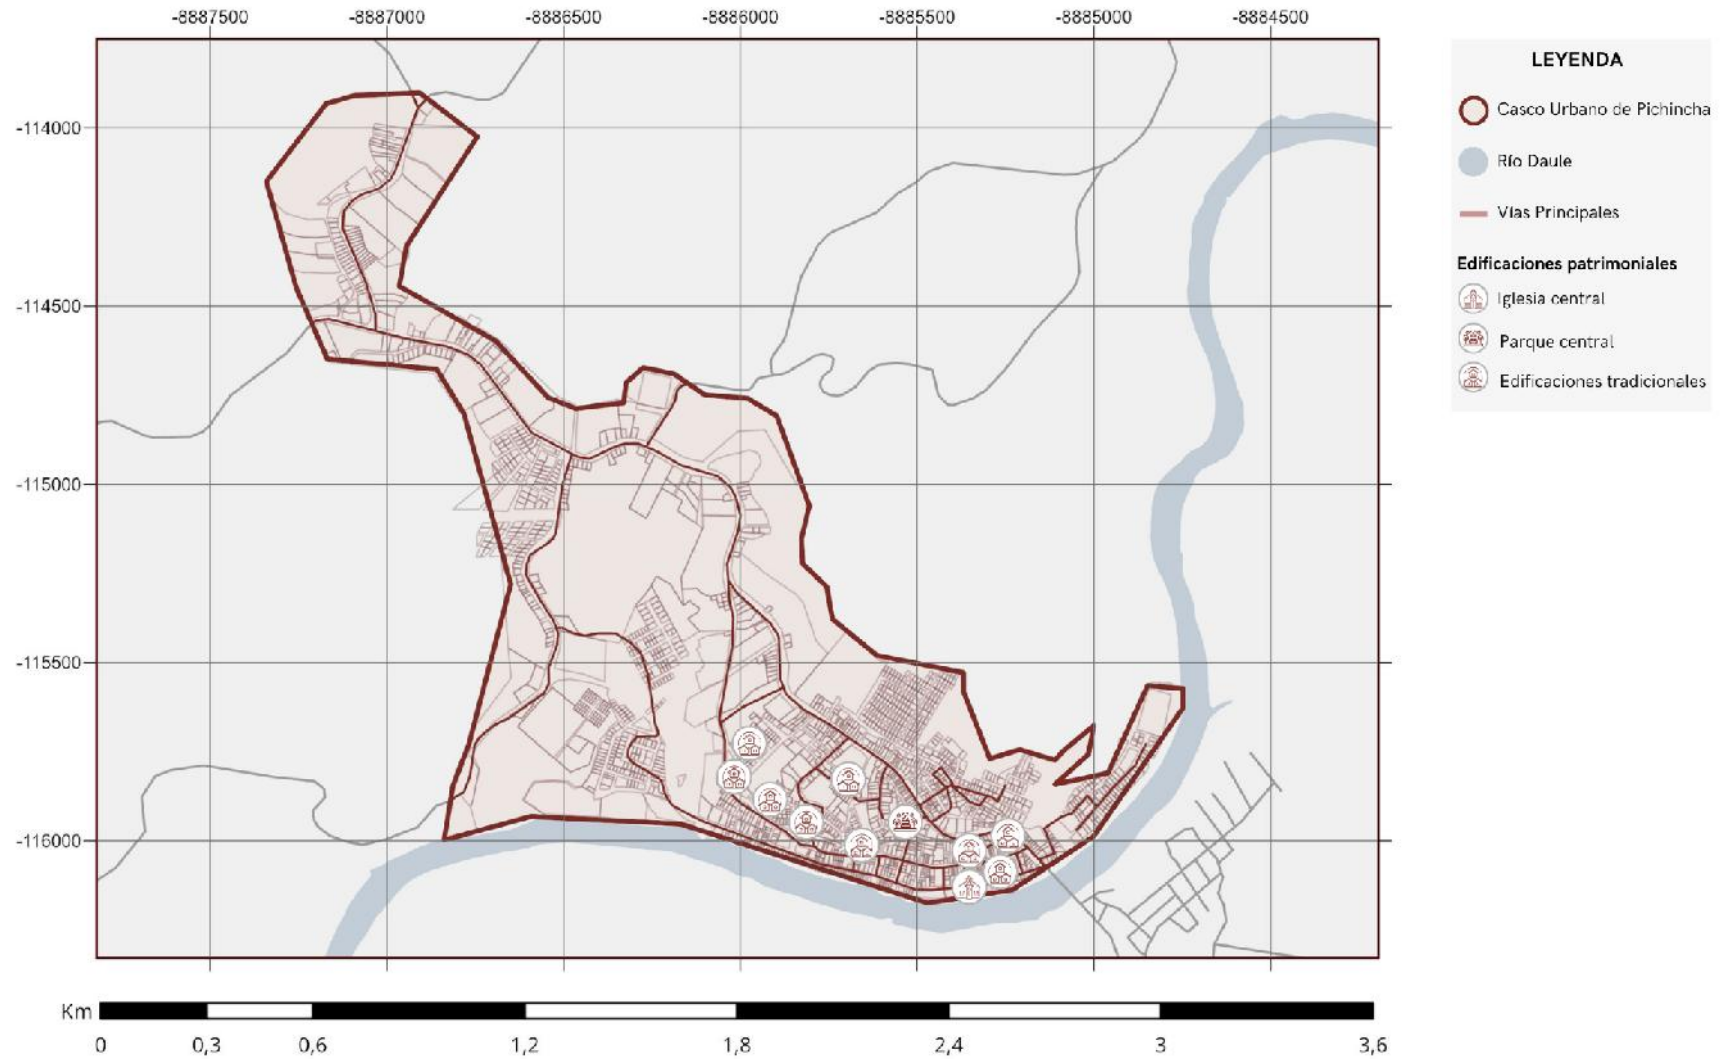 -8887500 -8887000 -8886500 -8886000 -8885500 -8885000 -8884500
-114000
-114500
-115000
-115500
-116000
LEYENDA
Casco Urbano de Pichincha
Río Daule
Vías Principales
Edificaciones patrimoniales
Iglesia central
Parque central
Edificaciones tradicionales
Km
0 0,3 0,6 1,2 1,8 2,4 3 3,6